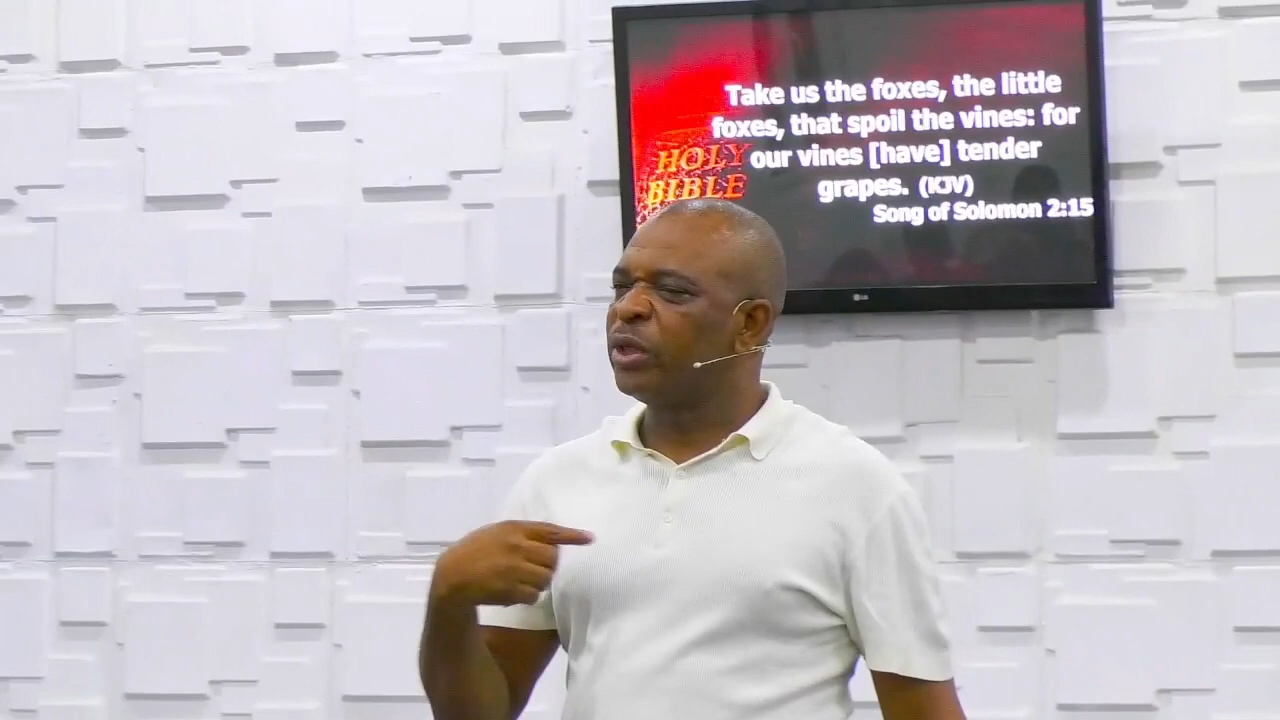 Take us the foxes, the little
foxes, that spoil the vines: for
our vines [have] tender
grapes. (KJV)
Song of Solomon 2:15
HOLY
BIBLE
LG